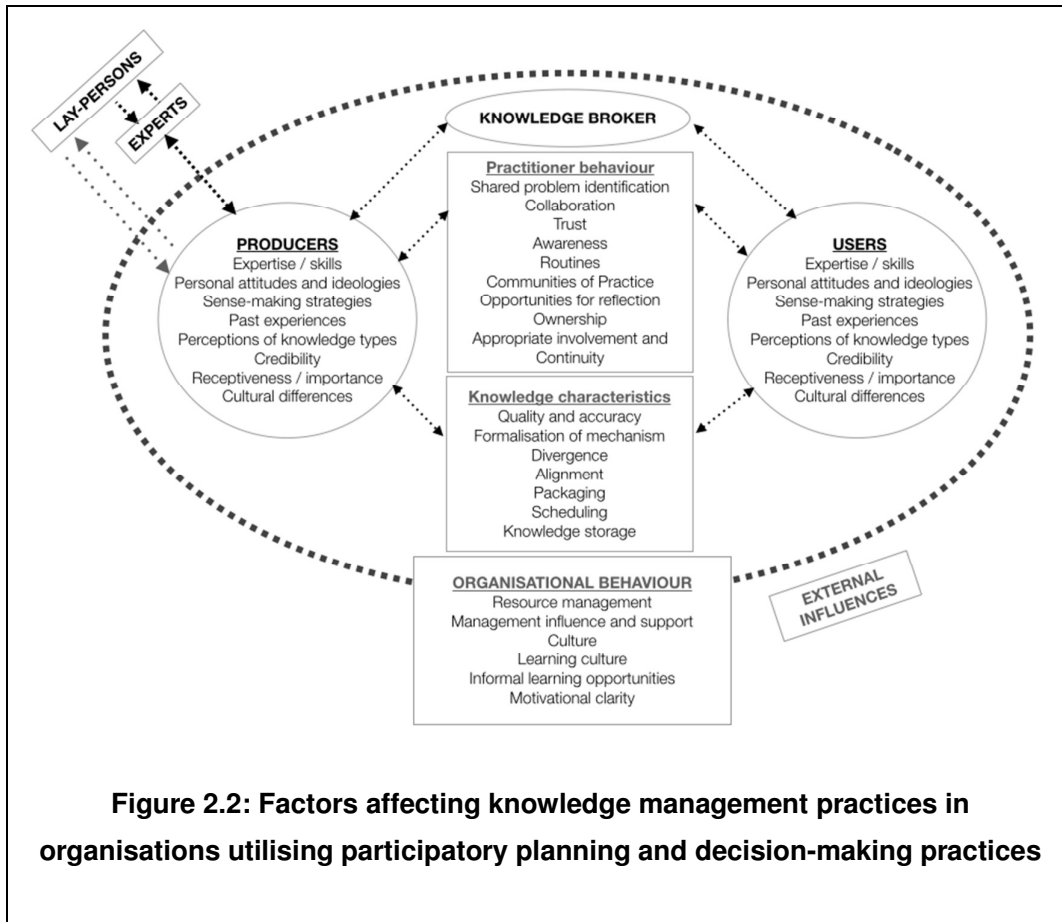 LAY-PERSONS
EXPERTS
KNOWLEDGE BROKER
Practitioner behaviour
Shared problem identification
Collaboration
Trust
Awareness
Routines
Communities of Practice
Opportunities for reflection
Ownership
Appropriate involvement and
Continuity
PRODUCERS
Expertise / skills
Personal attitudes and ideologies
Sense-making strategies
Past experiences
Perceptions of knowledge types
Credibility
Receptiveness / importance
Cultural differences
USERS
Expertise / skills
Personal attitudes and ideologies
Sense-making strategies
Past experiences
Perceptions of knowledge types
Credibility
Receptiveness / importance
Cultural differences
Knowledge characteristics
Quality and accuracy
Formalisation of mechanism
Divergence
Alignment
Packaging
Scheduling
Knowledge storage
ORGANISATIONAL BEHAVIOUR
Resource management
Management influence and support
Culture
Learning culture
Informal learning opportunities
Motivational clarity
EXTERNAL
INFLUENCES
Figure 2.2: Factors affecting knowledge management practices in
organisations utilising participatory planning and decision-making practices